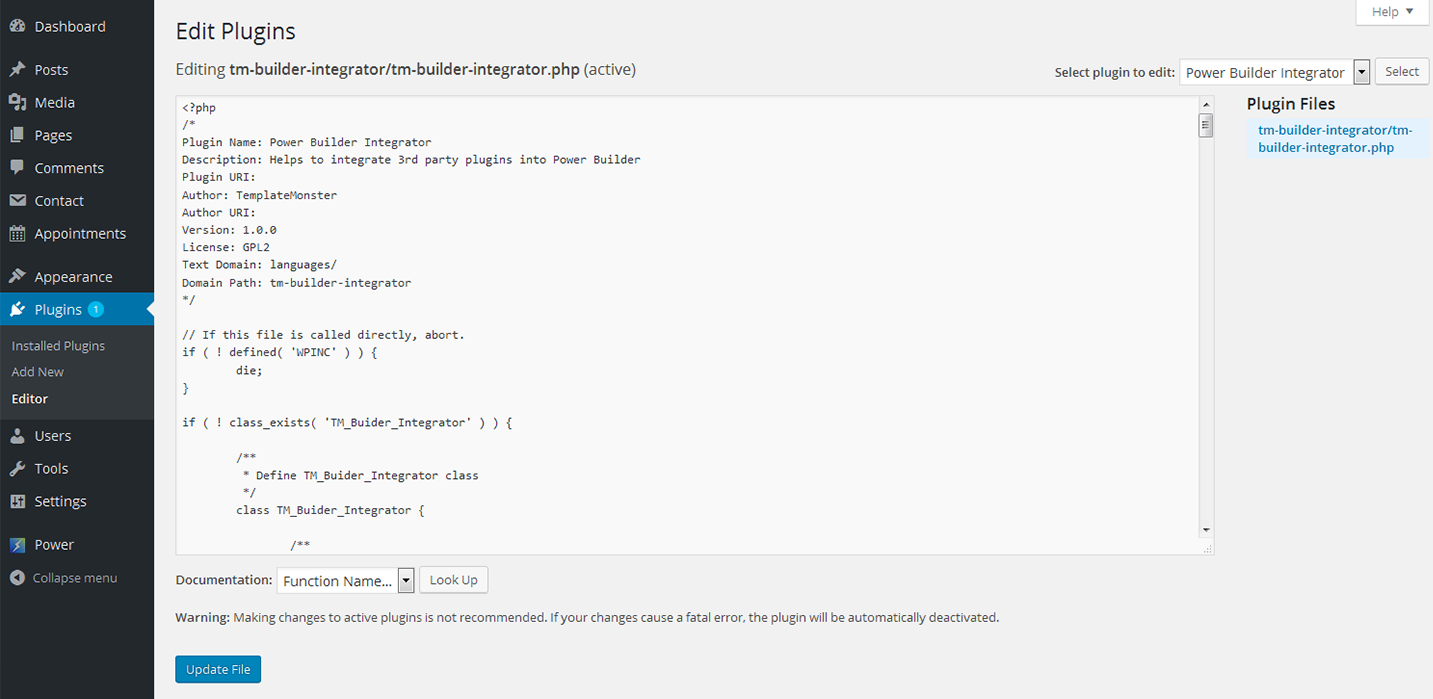 Dashboard
Posts
Media
Pages
Comments
Contact
Appointments
Appearance
Plugins 1
Installed Plugins
Add New
Editor
Users
Tools
Settings
Power
Collapse menu
Help
Edit Plugins
Editing tm-builder-integrator/tm-builder-integrator.php (active)
Select plugin to edit: Power Builder Integrator Select
<?php
/*
Plugin Name: Power Builder Integrator
Description: Helps to integrate 3rd party plugins into Power Builder
Plugin URI:
Author: TemplateMonster
Author URI:
Version: 1.0.0
License: GPL2
Text Domain: languages/
Domain Path: tm-builder-integrator
*/
// If this file is called directly, abort.
if ( ! defined( 'WPINC' ) ) {
die;
}
if ( ! class_exists( 'TM_Buider_Integrator' ) ) {
/**
* Define TM_Buider_Integrator class
*/
class TM_Buider_Integrator {
/**
Plugin Files
tm-builder-integrator/tm-
builder-integrator.php
Documentation: Function Name... Look Up
Warning: Making changes to active plugins is not recommended. If your changes cause a fatal error, the plugin will be automatically deactivated.
Update File